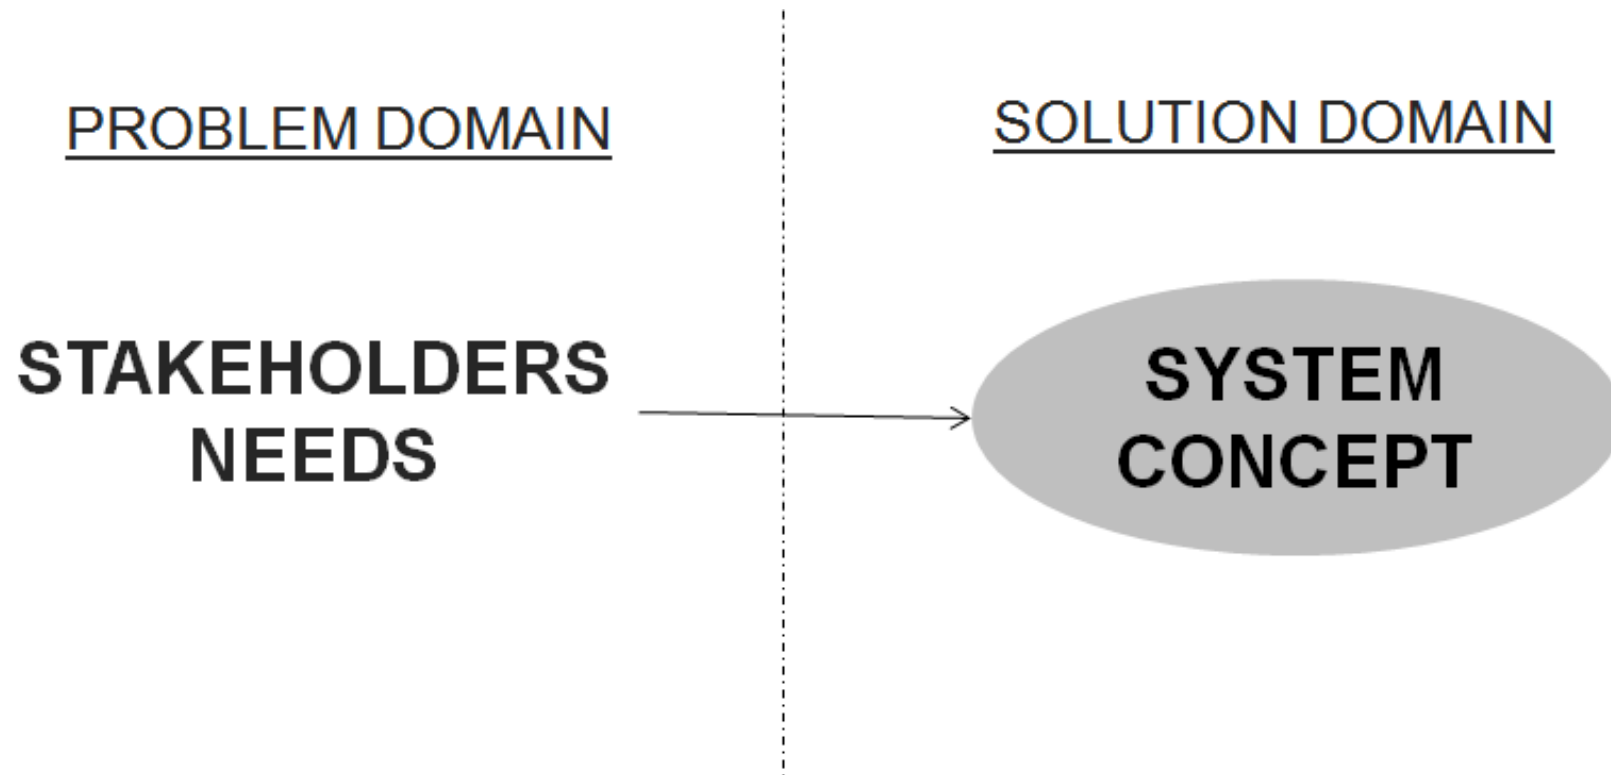 PROBLEM DOMAIN
SOLUTION DOMAIN
STAKEHOLDERS
NEEDS
SYSTEM
CONCEPT